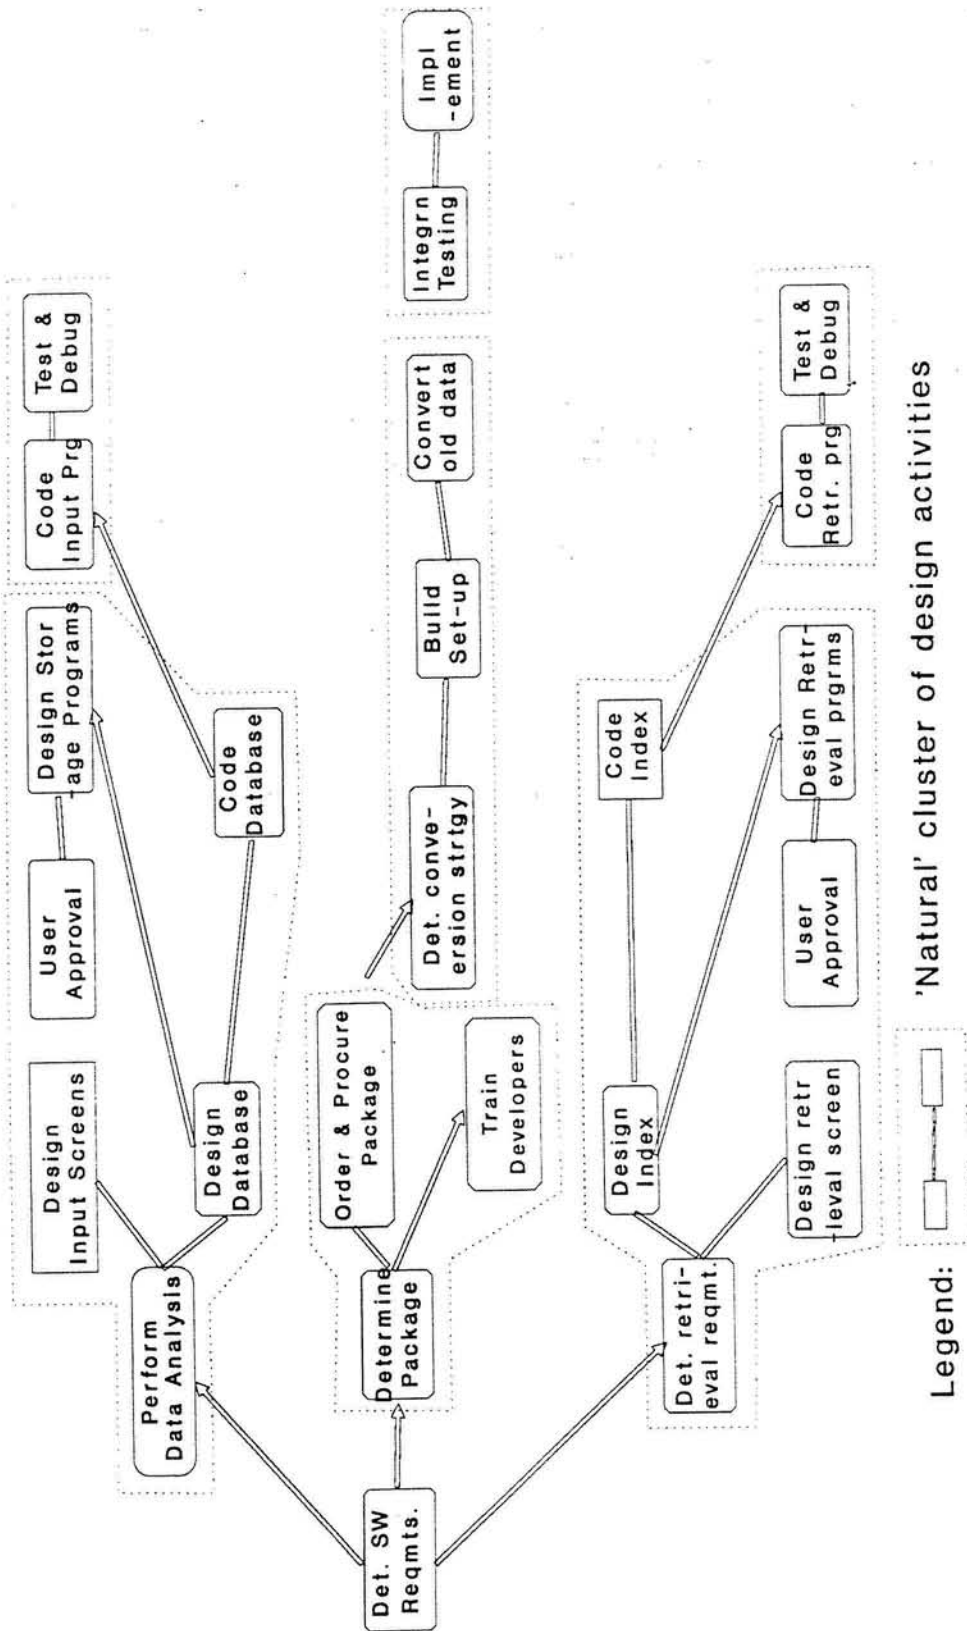 Det. SW
Reqmts.
Perform
Data Analysis
Design
Input Screens
User
Approval
Design Stor
-age Programs
Code
Input Prg
Test &
Debug
Design
Database
Code
Database
Determine
Package
Order & Procure
Package
Train
Developers
Det. conve-
ersion strtgy
Build
Set-up
Convert
old data
Integrn
Testing
Impl
-ement
Det. retri-
eval reqmt.
Design
Index
Code
Index
Design retr
-ieval screen
User
Approval
Design Retr-
eval prgrms
Code
Retr. prg
Test &
Debug
Legend:
'Natural' cluster of design activities